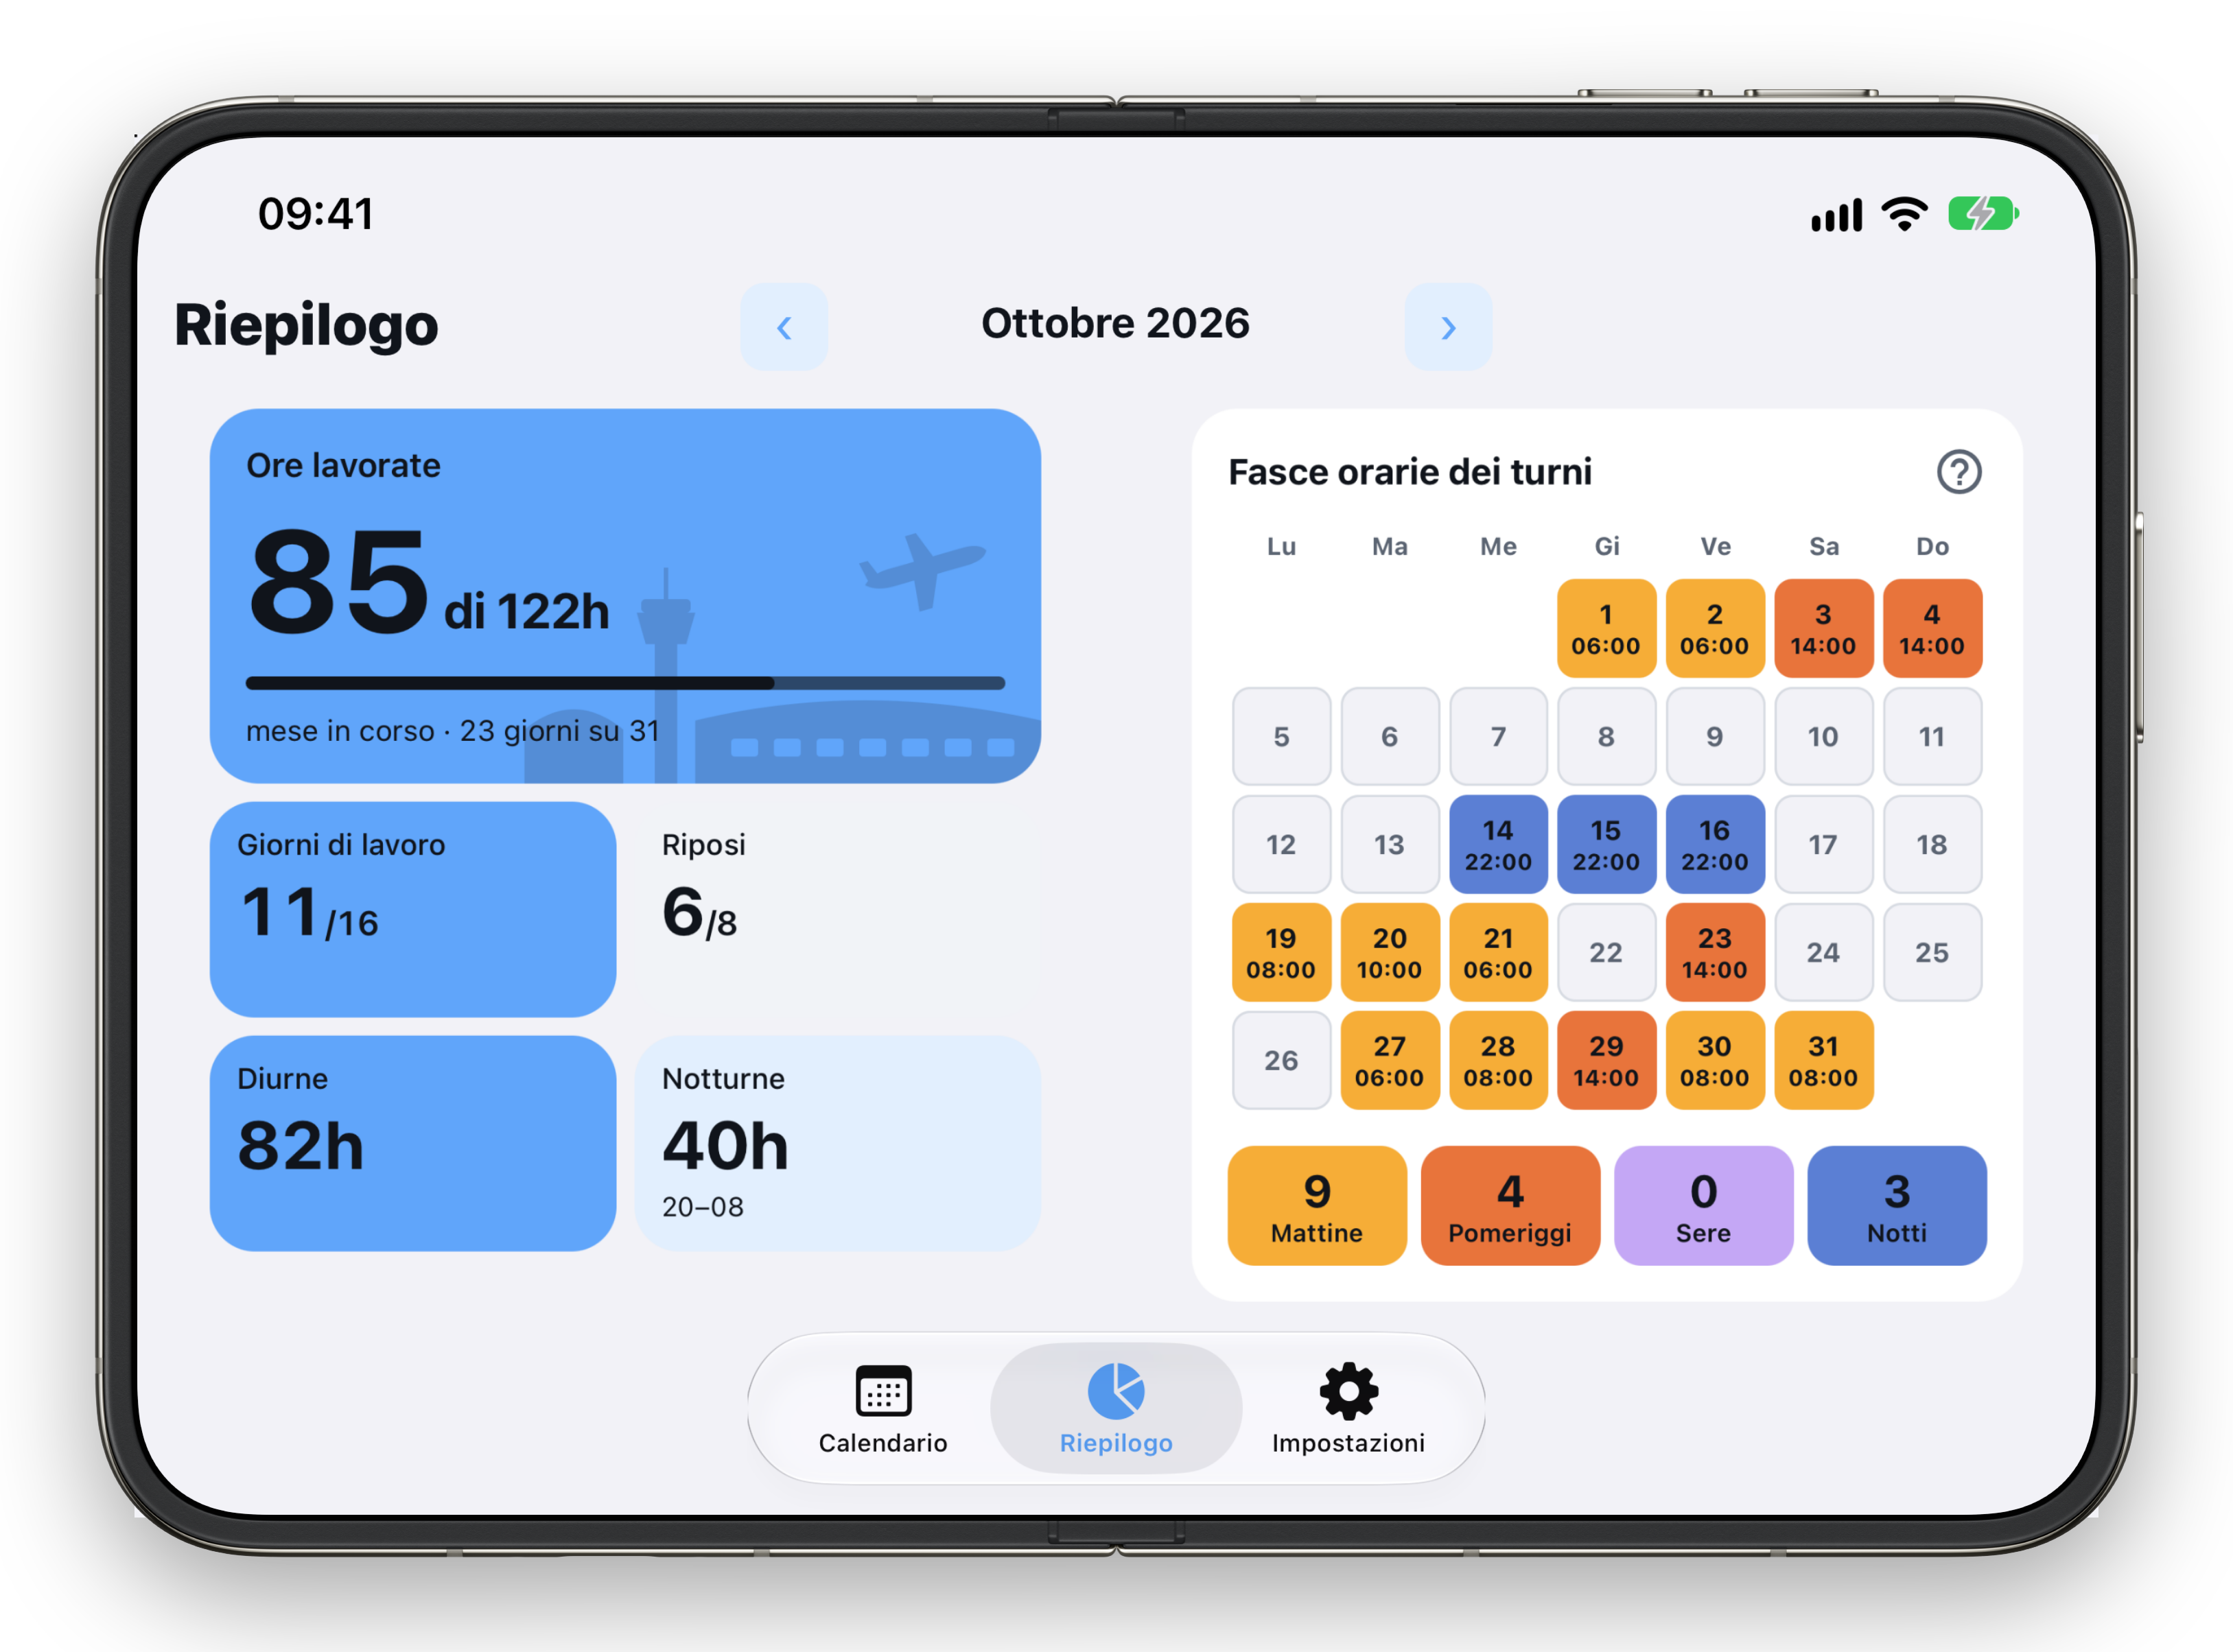 09:41
Riepilogo
‹
Ottobre 2026
›
Ore lavorate
85 di 122h
mese in corso · 23 giorni su 31
Giorni di lavoro
11/16
Riposi
6/8
Diurne
82h
Notturne
40h
20–08
Fasce orarie dei turni
?
Lu Ma Me Gi Ve Sa Do
1 2 3 4
06:00 06:00 14:00 14:00
5 6 7 8 9 10 11
12 13 14 15 16 17 18
22:00 22:00 22:00
19 20 21 22 23 24 25
08:00 10:00 06:00 14:00
26 27 28 29 30 31
06:00 08:00 14:00 08:00 08:00
9 4 0 3
Mattine Pomeriggi Sere Notti
Calendario Riepilogo Impostazioni